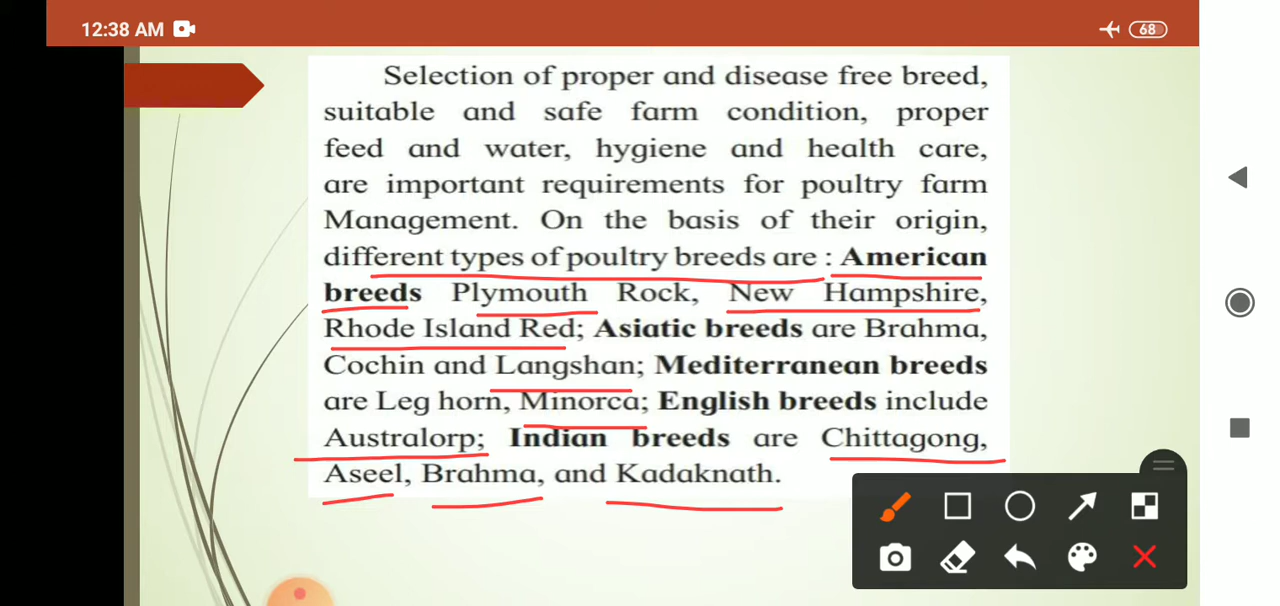 12:38 AM 68
Selection of proper and disease free breed,
suitable and safe farm condition, proper
feed and water, hygiene and health care,
are important requirements for poultry farm
Management. On the basis of their origin,
different types of poultry breeds are : American
breeds Plymouth Rock, New Hampshire,
Rhode Island Red; Asiatic breeds are Brahma,
Cochin and Langshan; Mediterranean breeds
are Leg horn, Minorca; English breeds include
Australorp; Indian breeds are Chittagong,
Aseel, Brahma, and Kadaknath.